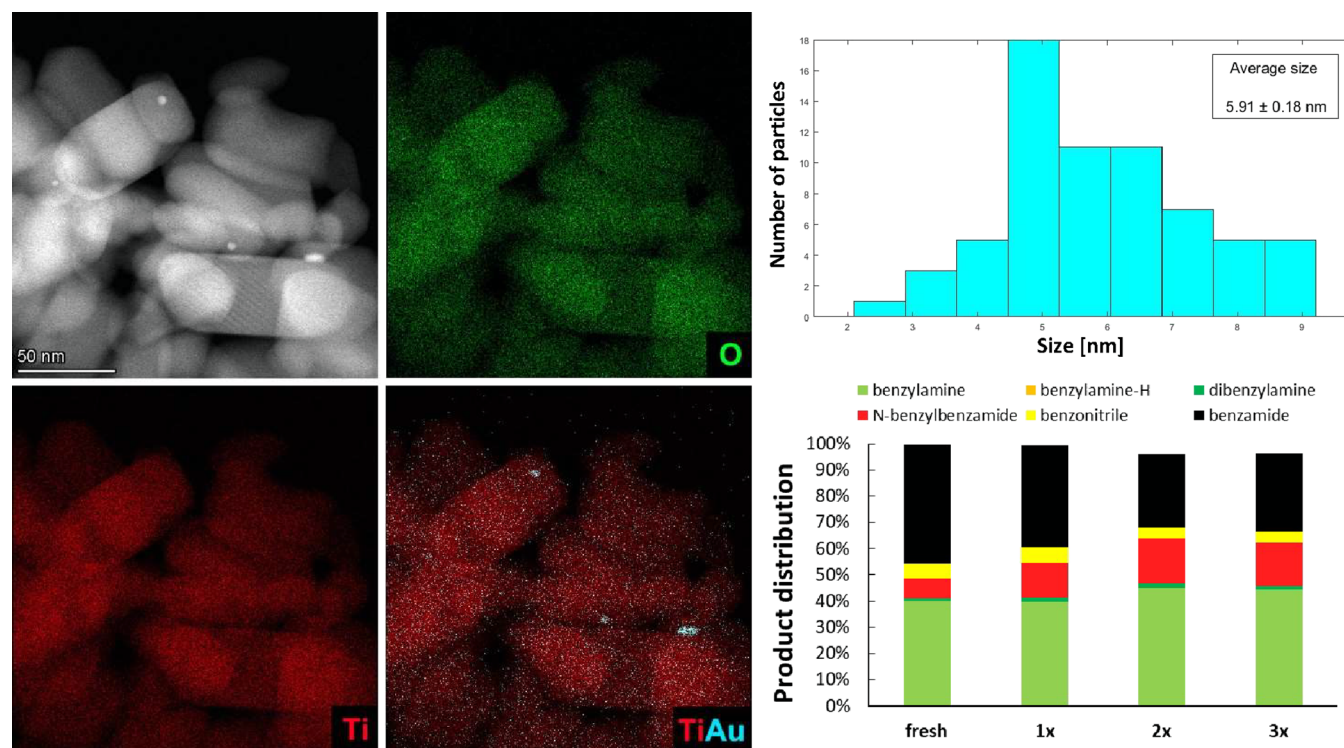 50 nm
O
Ti
TiAu
Number of particles
18
16
14
12
10
8
6
4
2
0
2 3 4 5 6 7 8 9
Size [nm]
Average size
5.91 ± 0.18 nm
benzylamine benzylamine-H dibenzylamine
N-benzylbenzamide benzonitrile benzamide
Product distribution
100%
90%
80%
70%
60%
50%
40%
30%
20%
10%
0%
fresh 1x 2x 3x